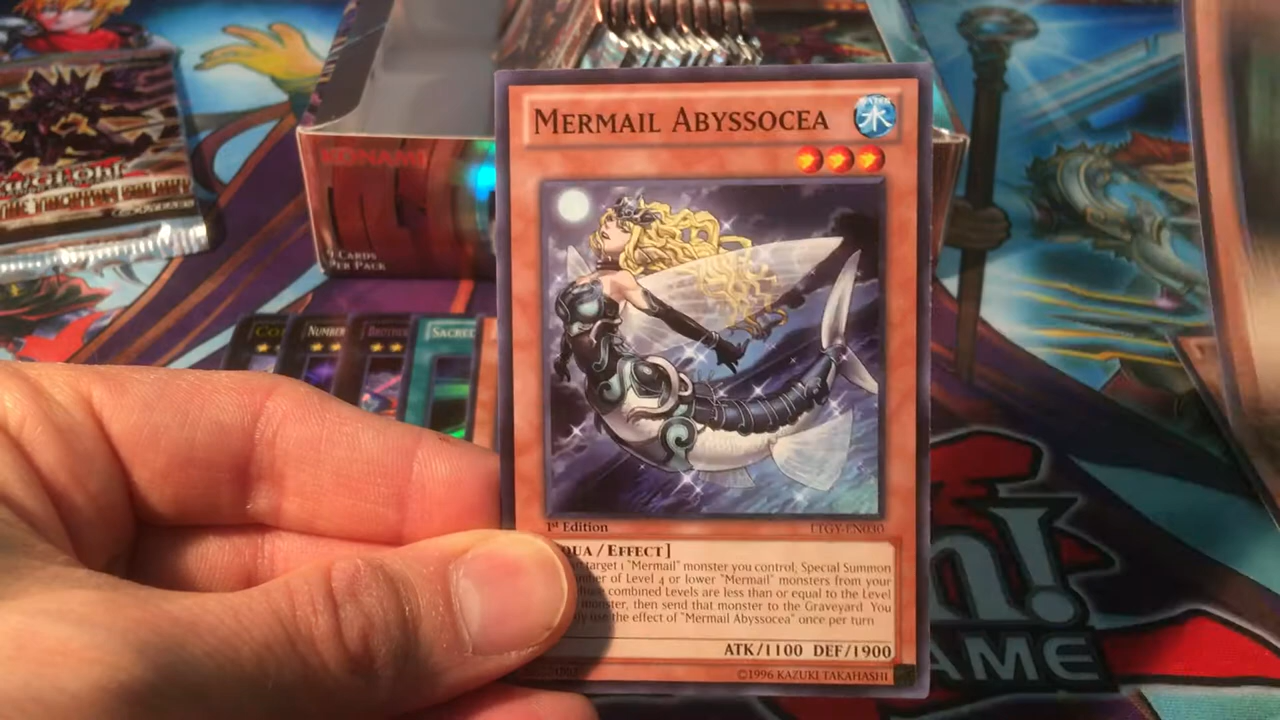 MERMAIL ABYSSOCEA
WATER
水
KONAMI
9 CARDS
PER PACK
NUMBER
BROTHER
SACRED
1st Edition
LTGY-EN030
/ EFFECT]
target 1 "Mermail" monster you control, Special Summon
of Level 4 or lower "Mermail" monsters from your
combined Levels are less than or equal to the Level
monster, then send that monster to the Graveyard. You
use the effect of "Mermail Abyssocea" once per turn
ATK/1100 DEF/1900
©1996 KAZUKI TAKAHASHI